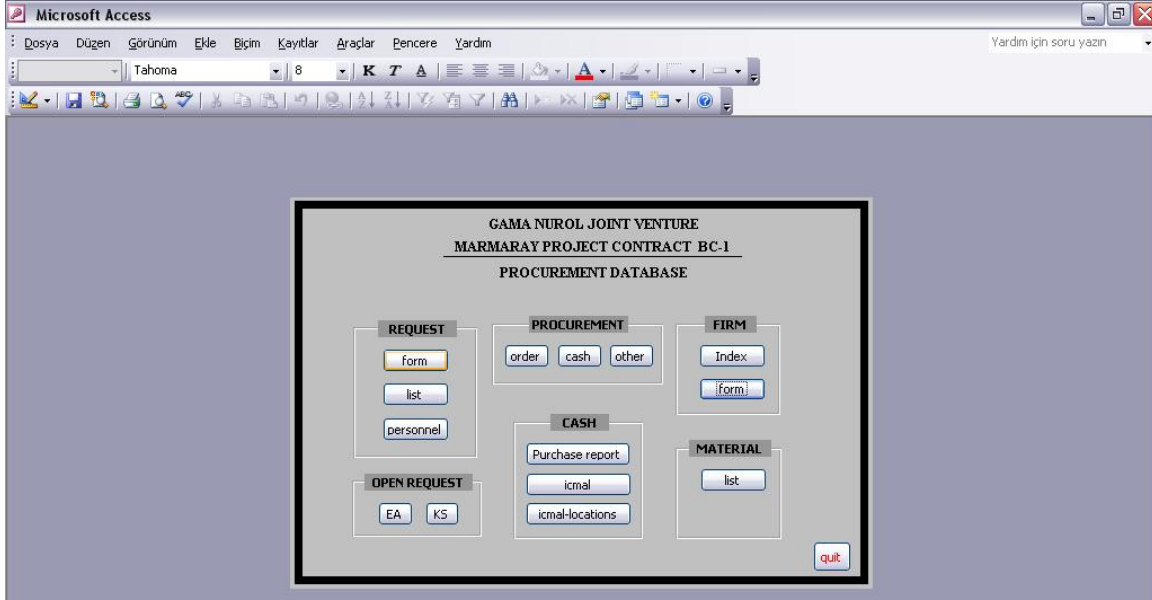 Microsoft Access
Dosya Düzen Görünüm Ekle Biçim Kayıtlar Araçlar Pencere Yardım
Yardım için soru yazın
Tahoma 8 K T A A
ABC
GAMA NUROL JOINT VENTURE
MARMARAY PROJECT CONTRACT BC-1
PROCUREMENT DATABASE
REQUEST
form
list
personnel
PROCUREMENT
order cash other
FIRM
Index
form
CASH
Purchase report
icmal
icmal-locations
MATERIAL
list
OPEN REQUEST
EA KS
quit